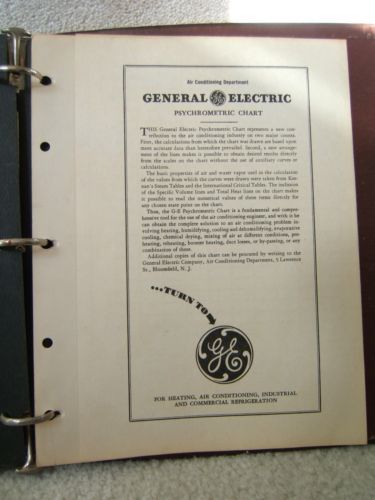 Air Conditioning Department
GENERAL GE ELECTRIC
PSYCHROMETRIC CHART
THIS General Electric Psychrometric Chart represents a new con-
tribution to the air conditioning industry on two major counts.
First, the calculations from which the chart was drawn are based upon
more accurate data than heretofore prevailed. Second, a new arrange-
ment of the lines makes it possible to obtain desired results directly
from the scales on the chart without the use of auxiliary curves or
calculations.
The basic properties of air and water vapor used in the calculation
of the values from which the curves were drawn were taken from Kee-
nan's Steam Tables and the International Critical Tables. The inclusion
of the Specific Volume lines and Total Heat lines on the chart makes
it possible to read the numerical values of these items directly for
any chosen state point on the chart.
Thus, the G-E Psychrometric Chart is a fundamental and compre-
hensive tool for the use of the air conditioning engineer, and with it he
can obtain the complete solution to an air conditioning problem in-
volving heating, humidifying, cooling and dehumidifying, evaporative
cooling, chemical drying, mixing of air at different conditions, pre-
heating, reheating, booster heating, duct losses, or by-passing, or any
combination of these.
Additional copies of this chart can be procured by writing to the
General Electric Company, Air Conditioning Department, 5 Lawrence
St., Bloomfield, N. J.
...TURN TO...
GE
FOR HEATING, AIR CONDITIONING, INDUSTRIAL
AND COMMERCIAL REFRIGERATION